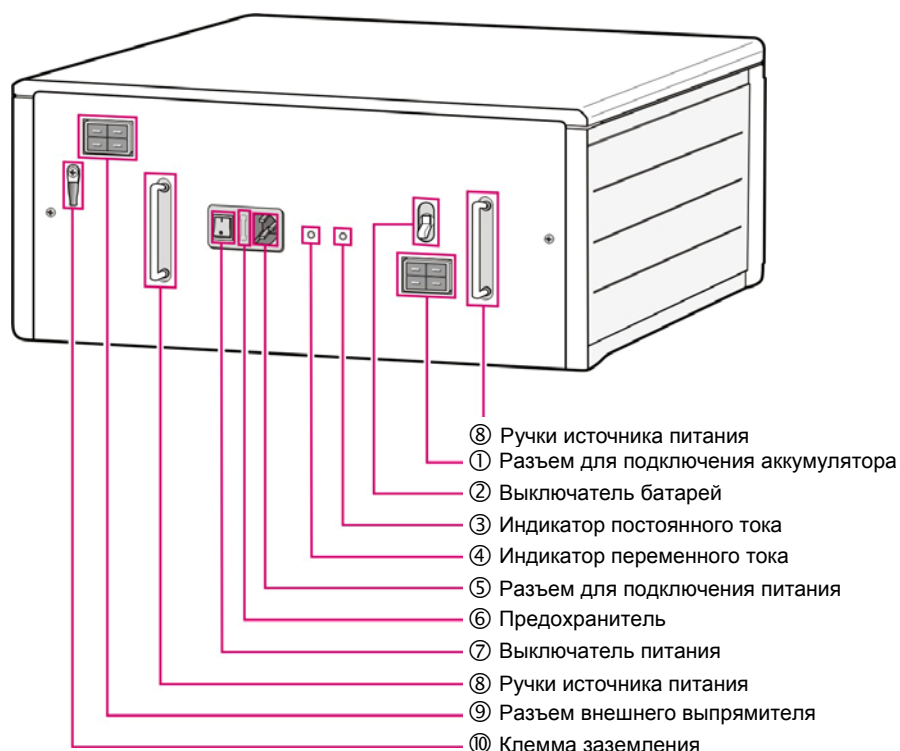 ⑧ Ручки источника питания
① Разъем для подключения аккумулятора
② Выключатель батарей
③ Индикатор постоянного тока
④ Индикатор переменного тока
⑤ Разъем для подключения питания
⑥ Предохранитель
⑦ Выключатель питания
⑧ Ручки источника питания
⑨ Разъем внешнего выпрямителя
⑩ Клемма заземления